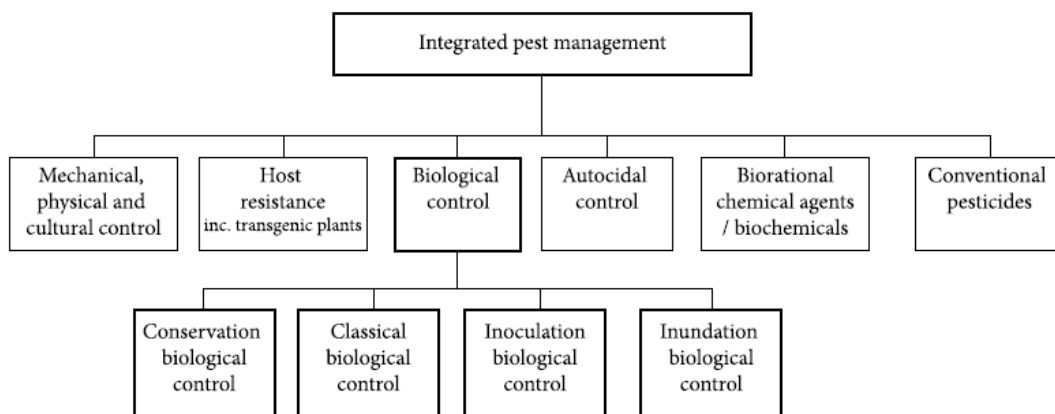 Integrated pest management
Mechanical,
physical and
cultural control
Host
resistance
inc. transgenic plants
Biological
control
Autocidal
control
Biorational
chemical agents
/ biochemicals
Conventional
pesticides
Conservation
biological
control
Classical
biological
control
Inoculation
biological
control
Inundation
biological
control